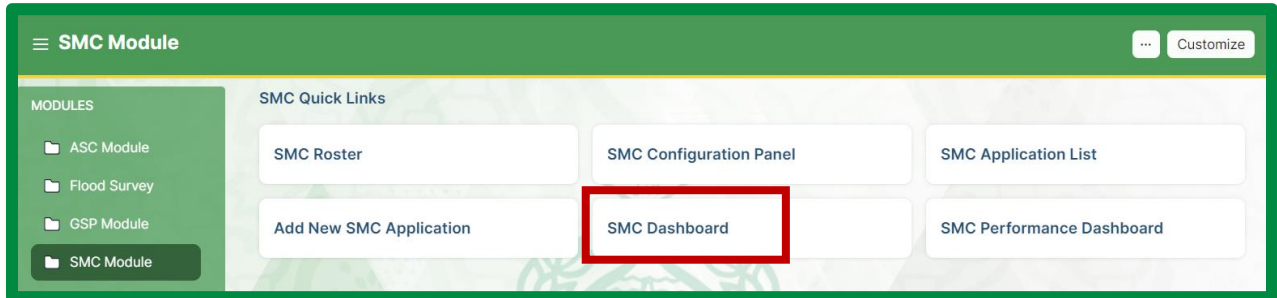 SMC Module
... Customize
MODULES
ASC Module
Flood Survey
GSP Module
SMC Module
SMC Quick Links
SMC Roster
SMC Configuration Panel
SMC Application List
Add New SMC Application
SMC Dashboard
SMC Performance Dashboard